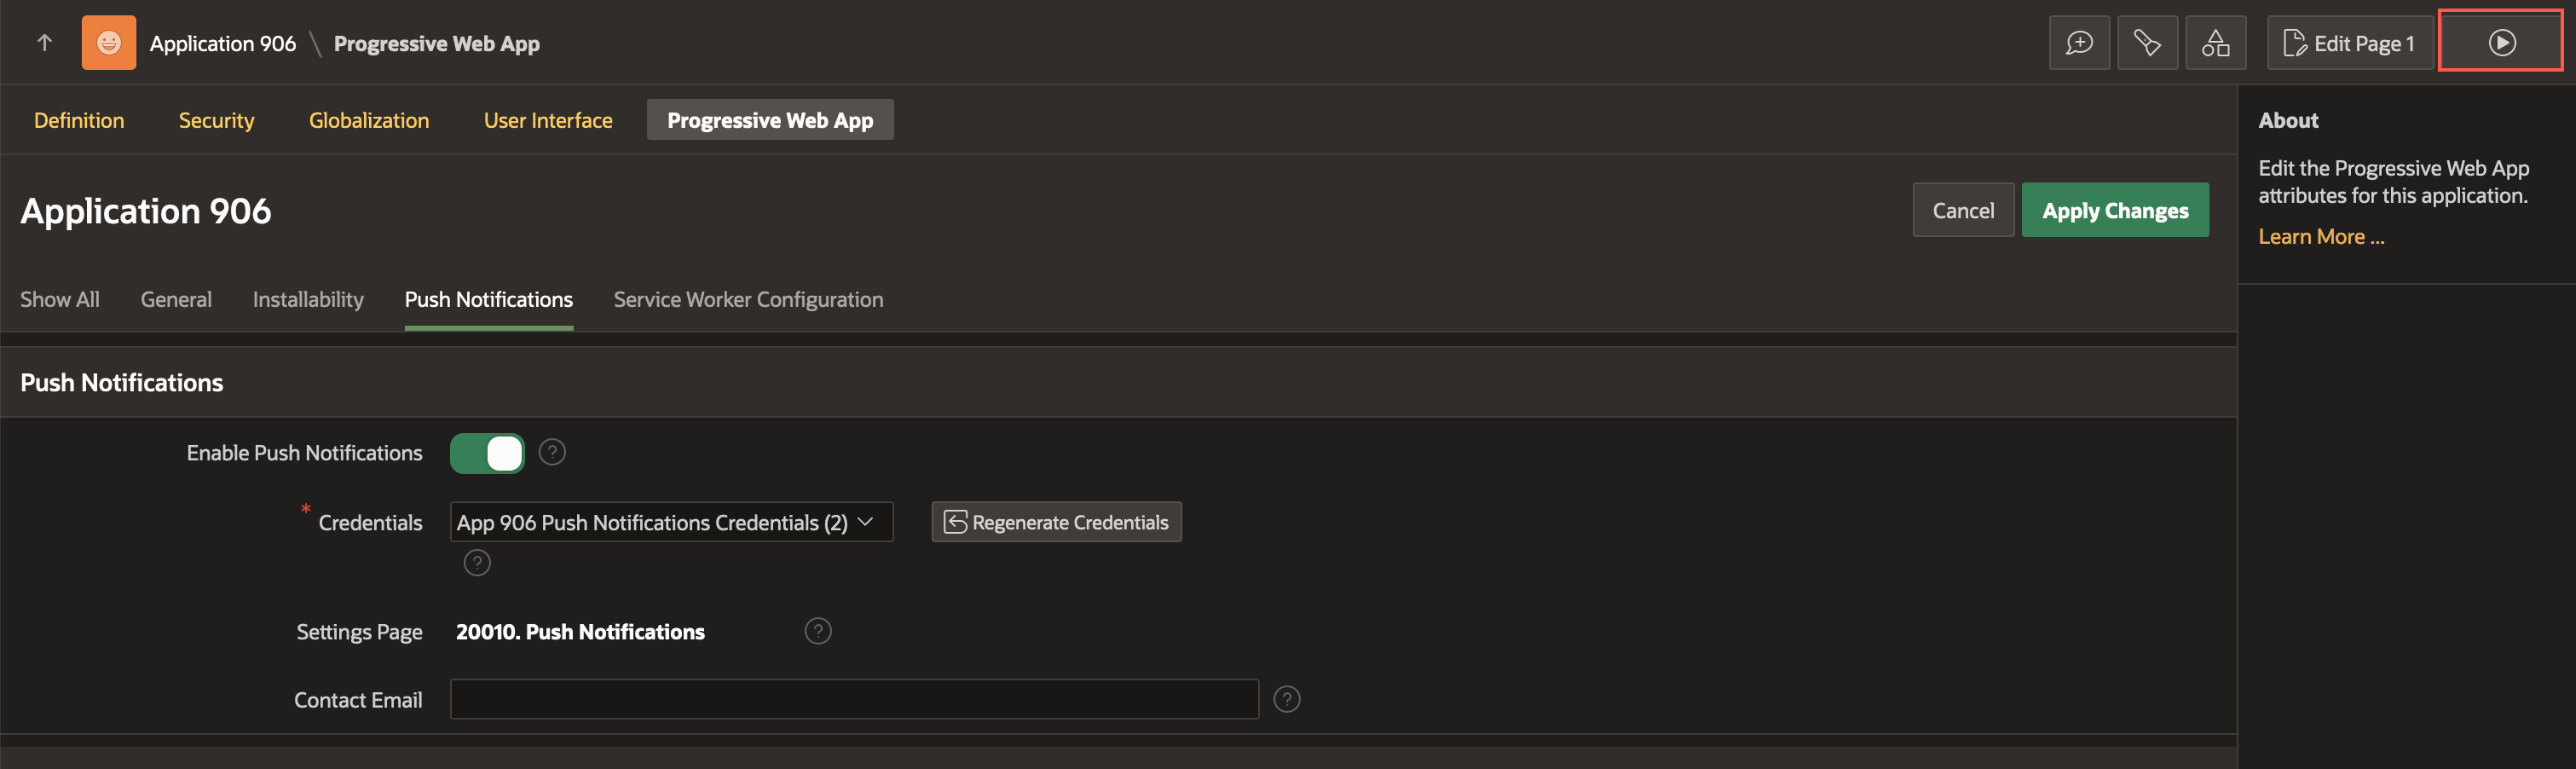 Application 906 \ Progressive Web App
Edit Page 1
Definition Security Globalization User Interface Progressive Web App
About
Edit the Progressive Web App
attributes for this application.
Learn More ...
Application 906
Cancel Apply Changes
Show All General Installability Push Notifications Service Worker Configuration
Push Notifications
Enable Push Notifications ?
* Credentials App 906 Push Notifications Credentials (2) Regenerate Credentials
?
Settings Page 20010. Push Notifications ?
Contact Email ?